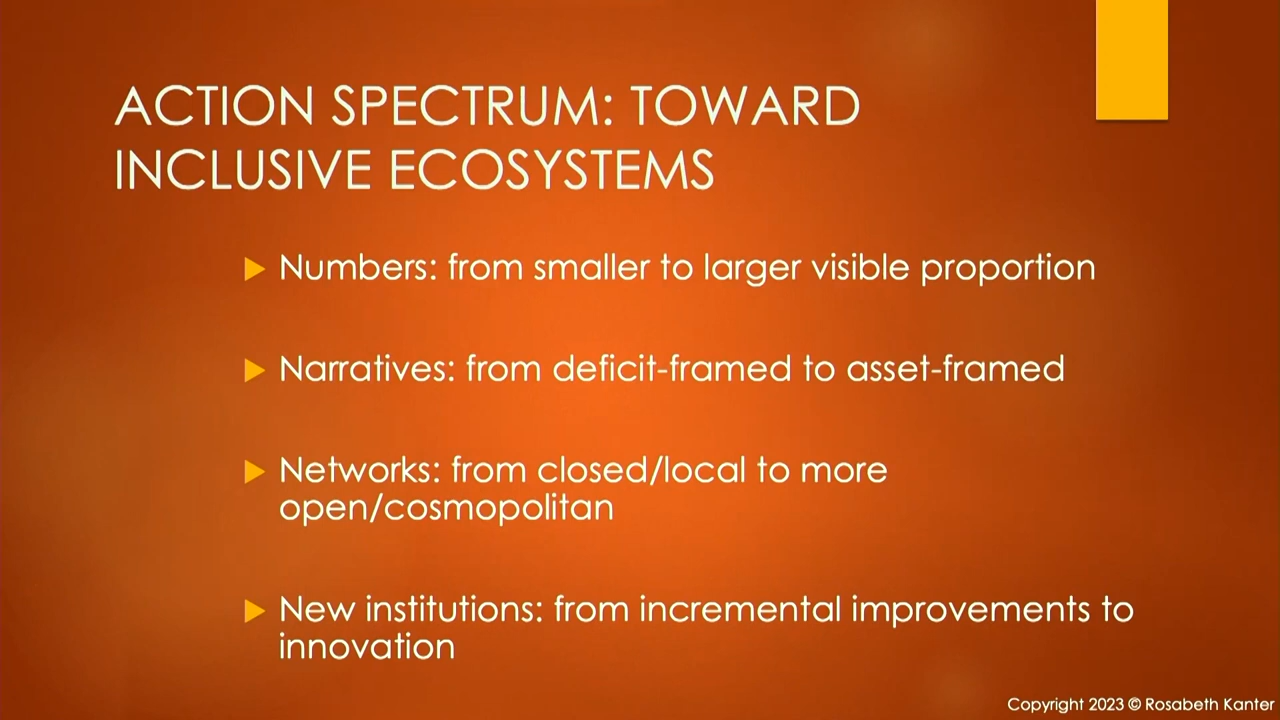 ACTION SPECTRUM: TOWARD
INCLUSIVE ECOSYSTEMS
Numbers: from smaller to larger visible proportion
Narratives: from deficit-framed to asset-framed
Networks: from closed/local to more
open/cosmopolitan
New institutions: from incremental improvements to
innovation
Copyright 2023 © Rosabeth Kanter